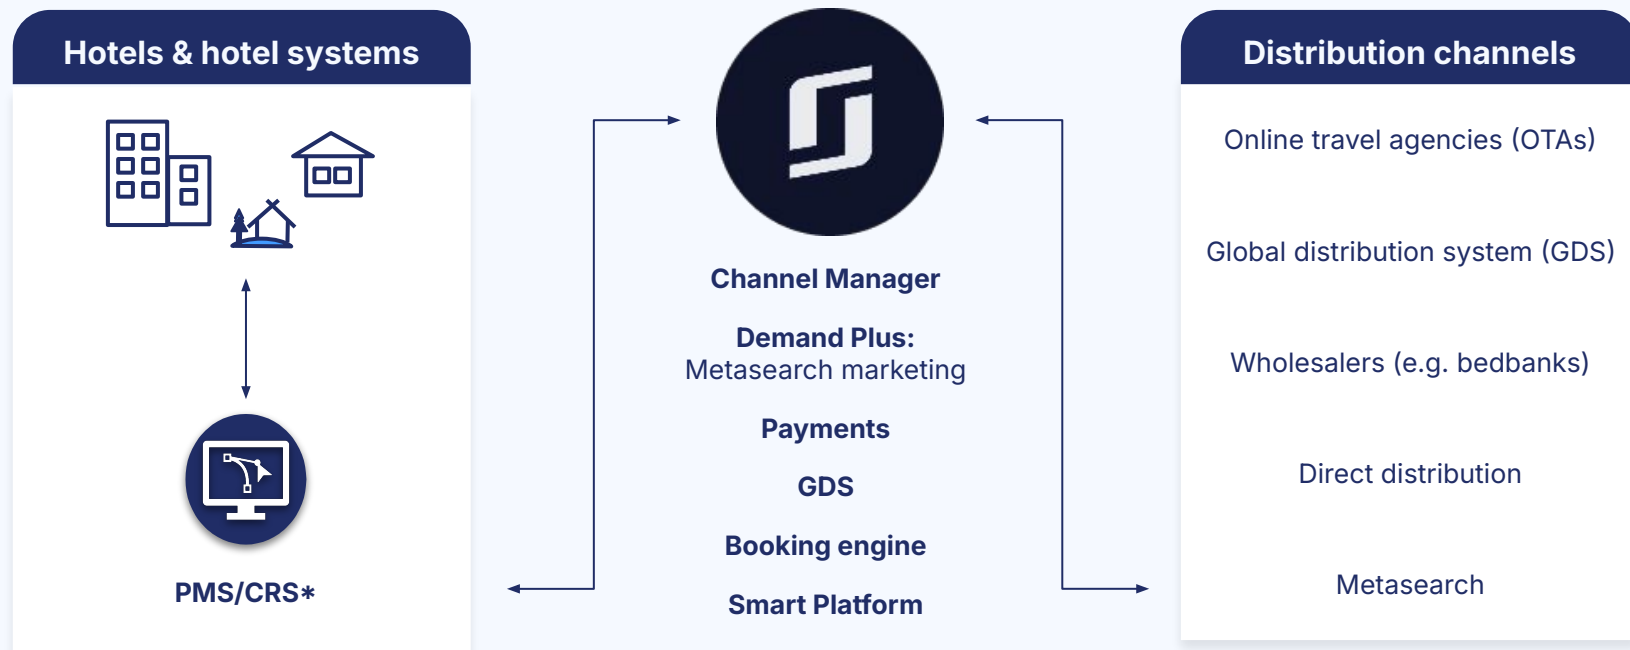 Hotels & hotel systems
PMS/CRS*
Channel Manager
Demand Plus:
Metasearch marketing
Payments
GDS
Booking engine
Smart Platform
Distribution channels
Online travel agencies (OTAs)
Global distribution system (GDS)
Wholesalers (e.g. bedbanks)
Direct distribution
Metasearch